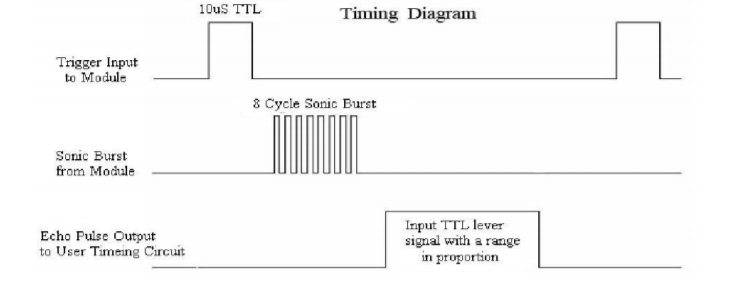 10uS TTL
Timing Diagram
Trigger Input
to Module
8 Cycle Sonic Burst
Sonic Burst
from Module
Echo Pulse Output
to User Timeing Circuit
Input TTL lever
signal with a range
in proportion